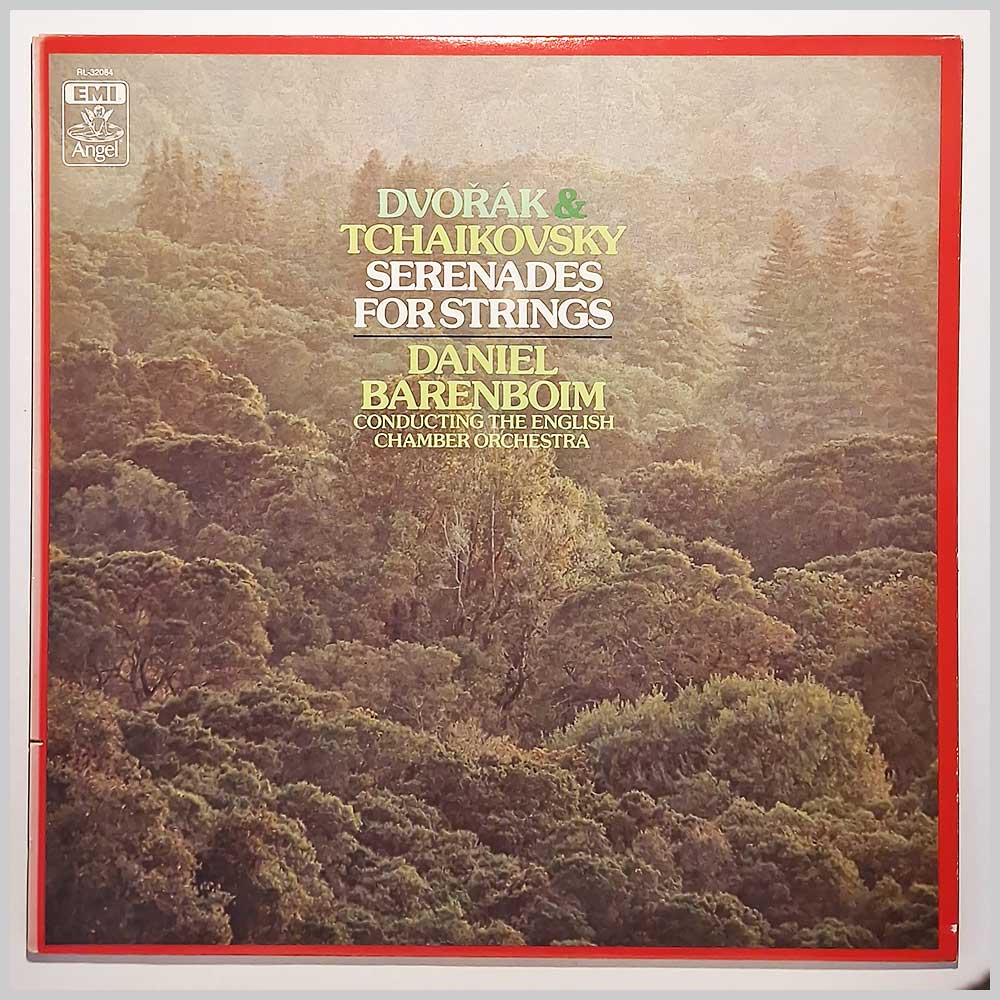 RL-32084
EMI
Angel
DVOŘÁK &
TCHAIKOVSKY
SERENADES
FOR STRINGS
DANIEL
BARENBOIM
CONDUCTING THE ENGLISH
CHAMBER ORCHESTRA